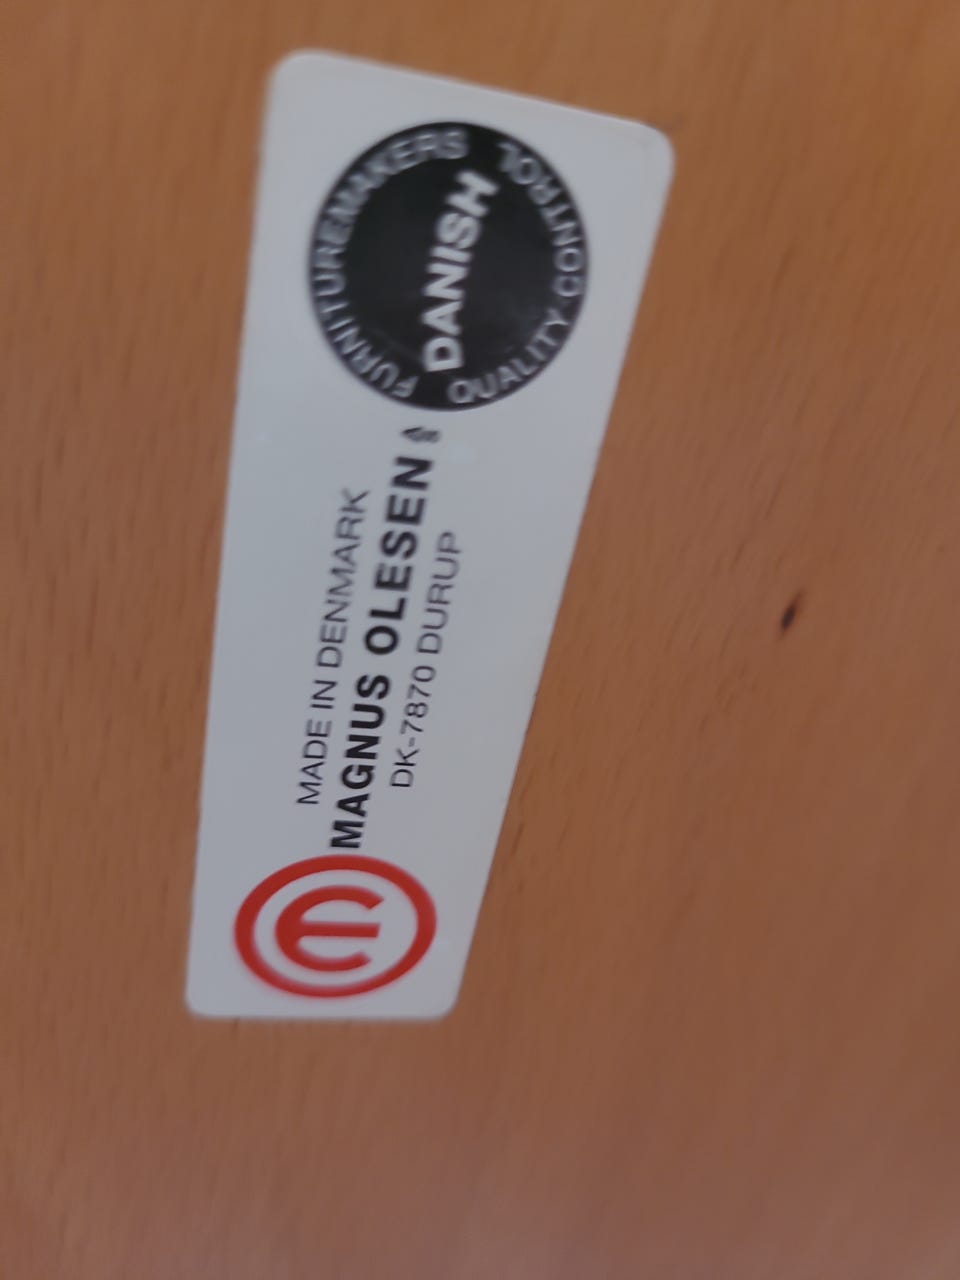 MADE IN DENMARK
MAGNUS OLESEN A/S
DK-7870 DURUP
FURNITUREMAKERS
DANISH
QUALITY CONTROL